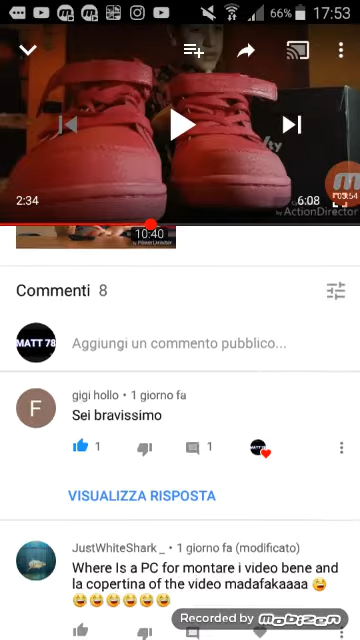 66% 17:53
2:34
6:08
ActionDirector
10:40
Commenti 8
MATT 78
Aggiungi un commento pubblico...
F
gigi hollo • 1 giorno fa
Sei bravissimo
1
1
VISUALIZZA RISPOSTA
JustWhiteShark _ • 1 giorno fa (modificato)
Where Is a PC for montare i video bene and
la copertina of the video madafakaaaa 😂
😂😂😂😂😂😂
Recorded by Mobizen